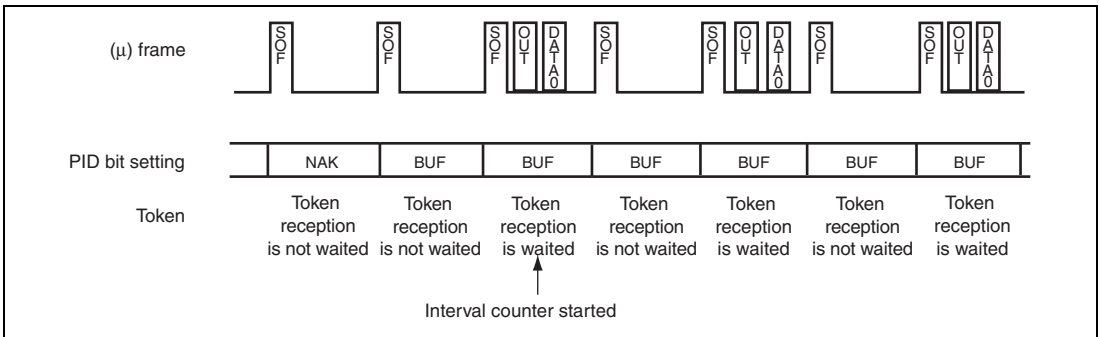 (μ) frame
SOF
SOF
SOF OUT DATA0
SOF
SOF OUT DATA0
SOF
SOF OUT DATA0
PID bit setting
NAK BUF BUF BUF BUF BUF BUF
Token
Token reception is not waited
Token reception is not waited
Token reception is waited
Token reception is not waited
Token reception is waited
Token reception is not waited
Token reception is waited
Interval counter started